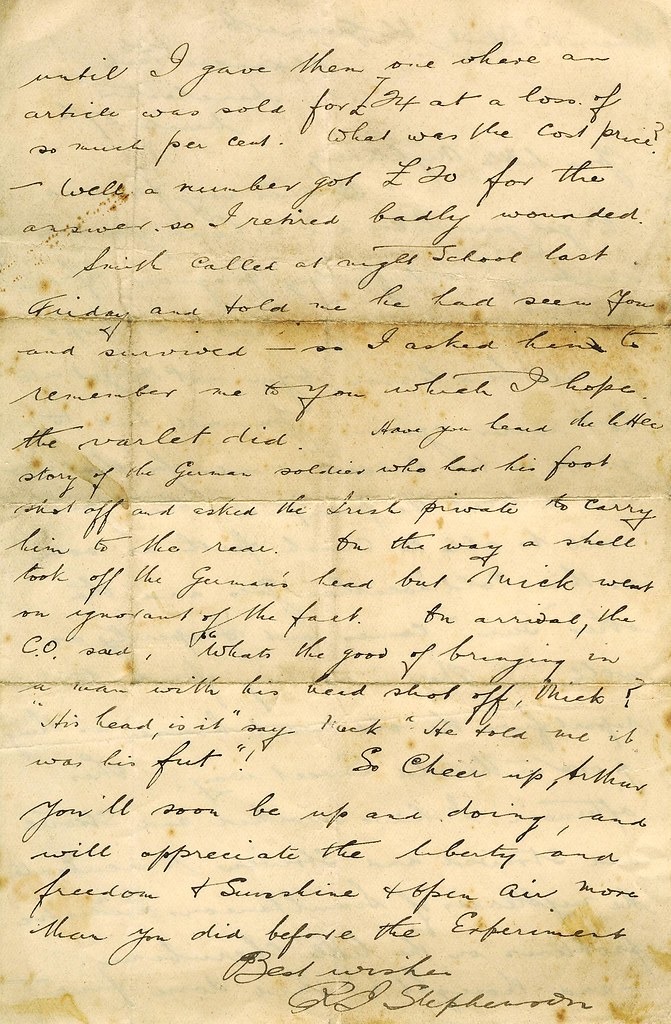 until I gave them one where an
article was sold for £24 at a loss of
so much per cent. What was the cost price?
— Well a number got £20 for the
answer. so I retired badly wounded.
Smith called at night School last
Friday and told me he had seen you
and survived — so I asked him to
remember me to you which I hope
the varlet did. Have you heard the little
story of the German soldier who had his foot
shot off and asked the Irish private to carry
him to the rear. On the way a shell
took off the German's head but Mick went
on ignorant of the fact. On arrival, the
C.O. said, "Whats the good of bringing in
a man with his head shot off, Mick?
"His head, is it" say Mick "He told me it
was his fut"! So Cheer up, Arthur
you'll soon be up and doing, and
will appreciate the liberty and
freedom & Sunshine & open air more
than you did before the Experiment
Best wishes
R J Stephenson